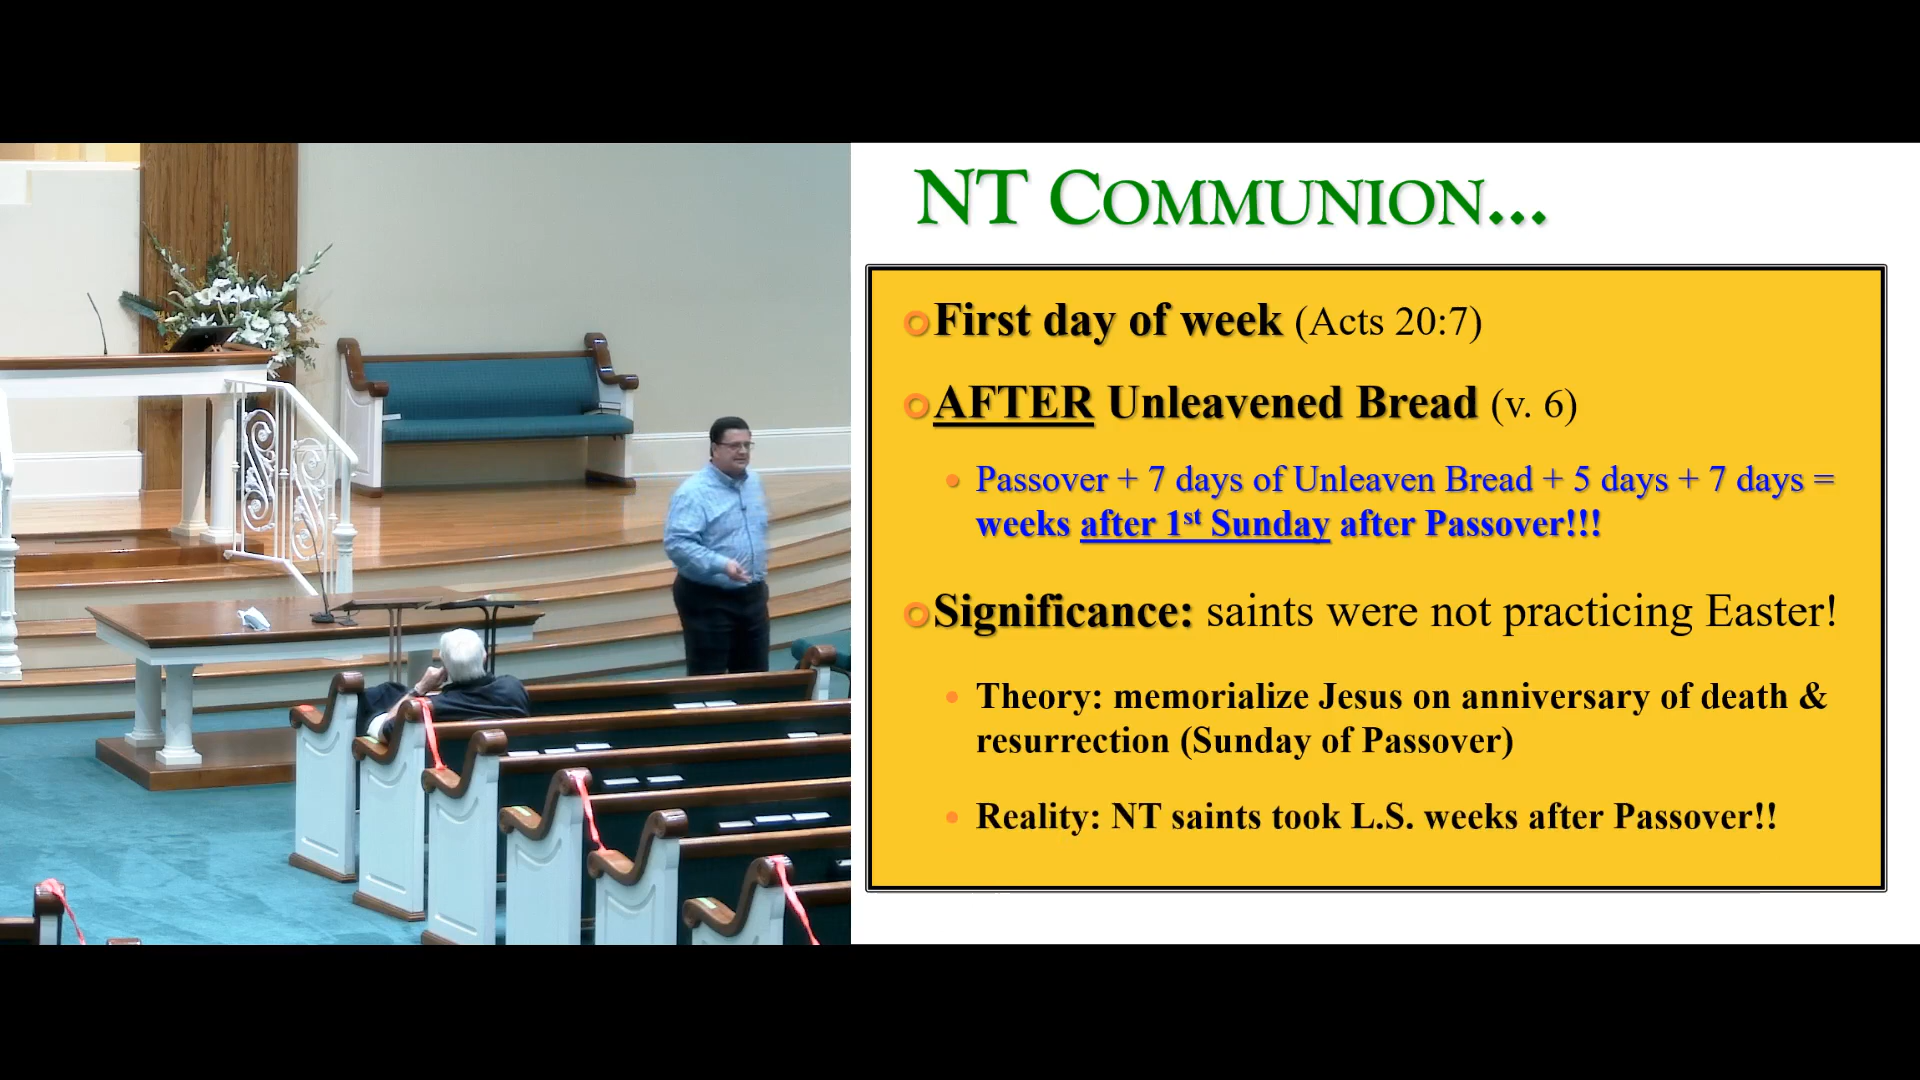 NT COMMUNION...
First day of week (Acts 20:7)
AFTER Unleavened Bread (v. 6)
Passover + 7 days of Unleaven Bread + 5 days + 7 days =
weeks after 1st Sunday after Passover!!!
Significance: saints were not practicing Easter!
Theory: memorialize Jesus on anniversary of death &
resurrection (Sunday of Passover)
Reality: NT saints took L.S. weeks after Passover!!